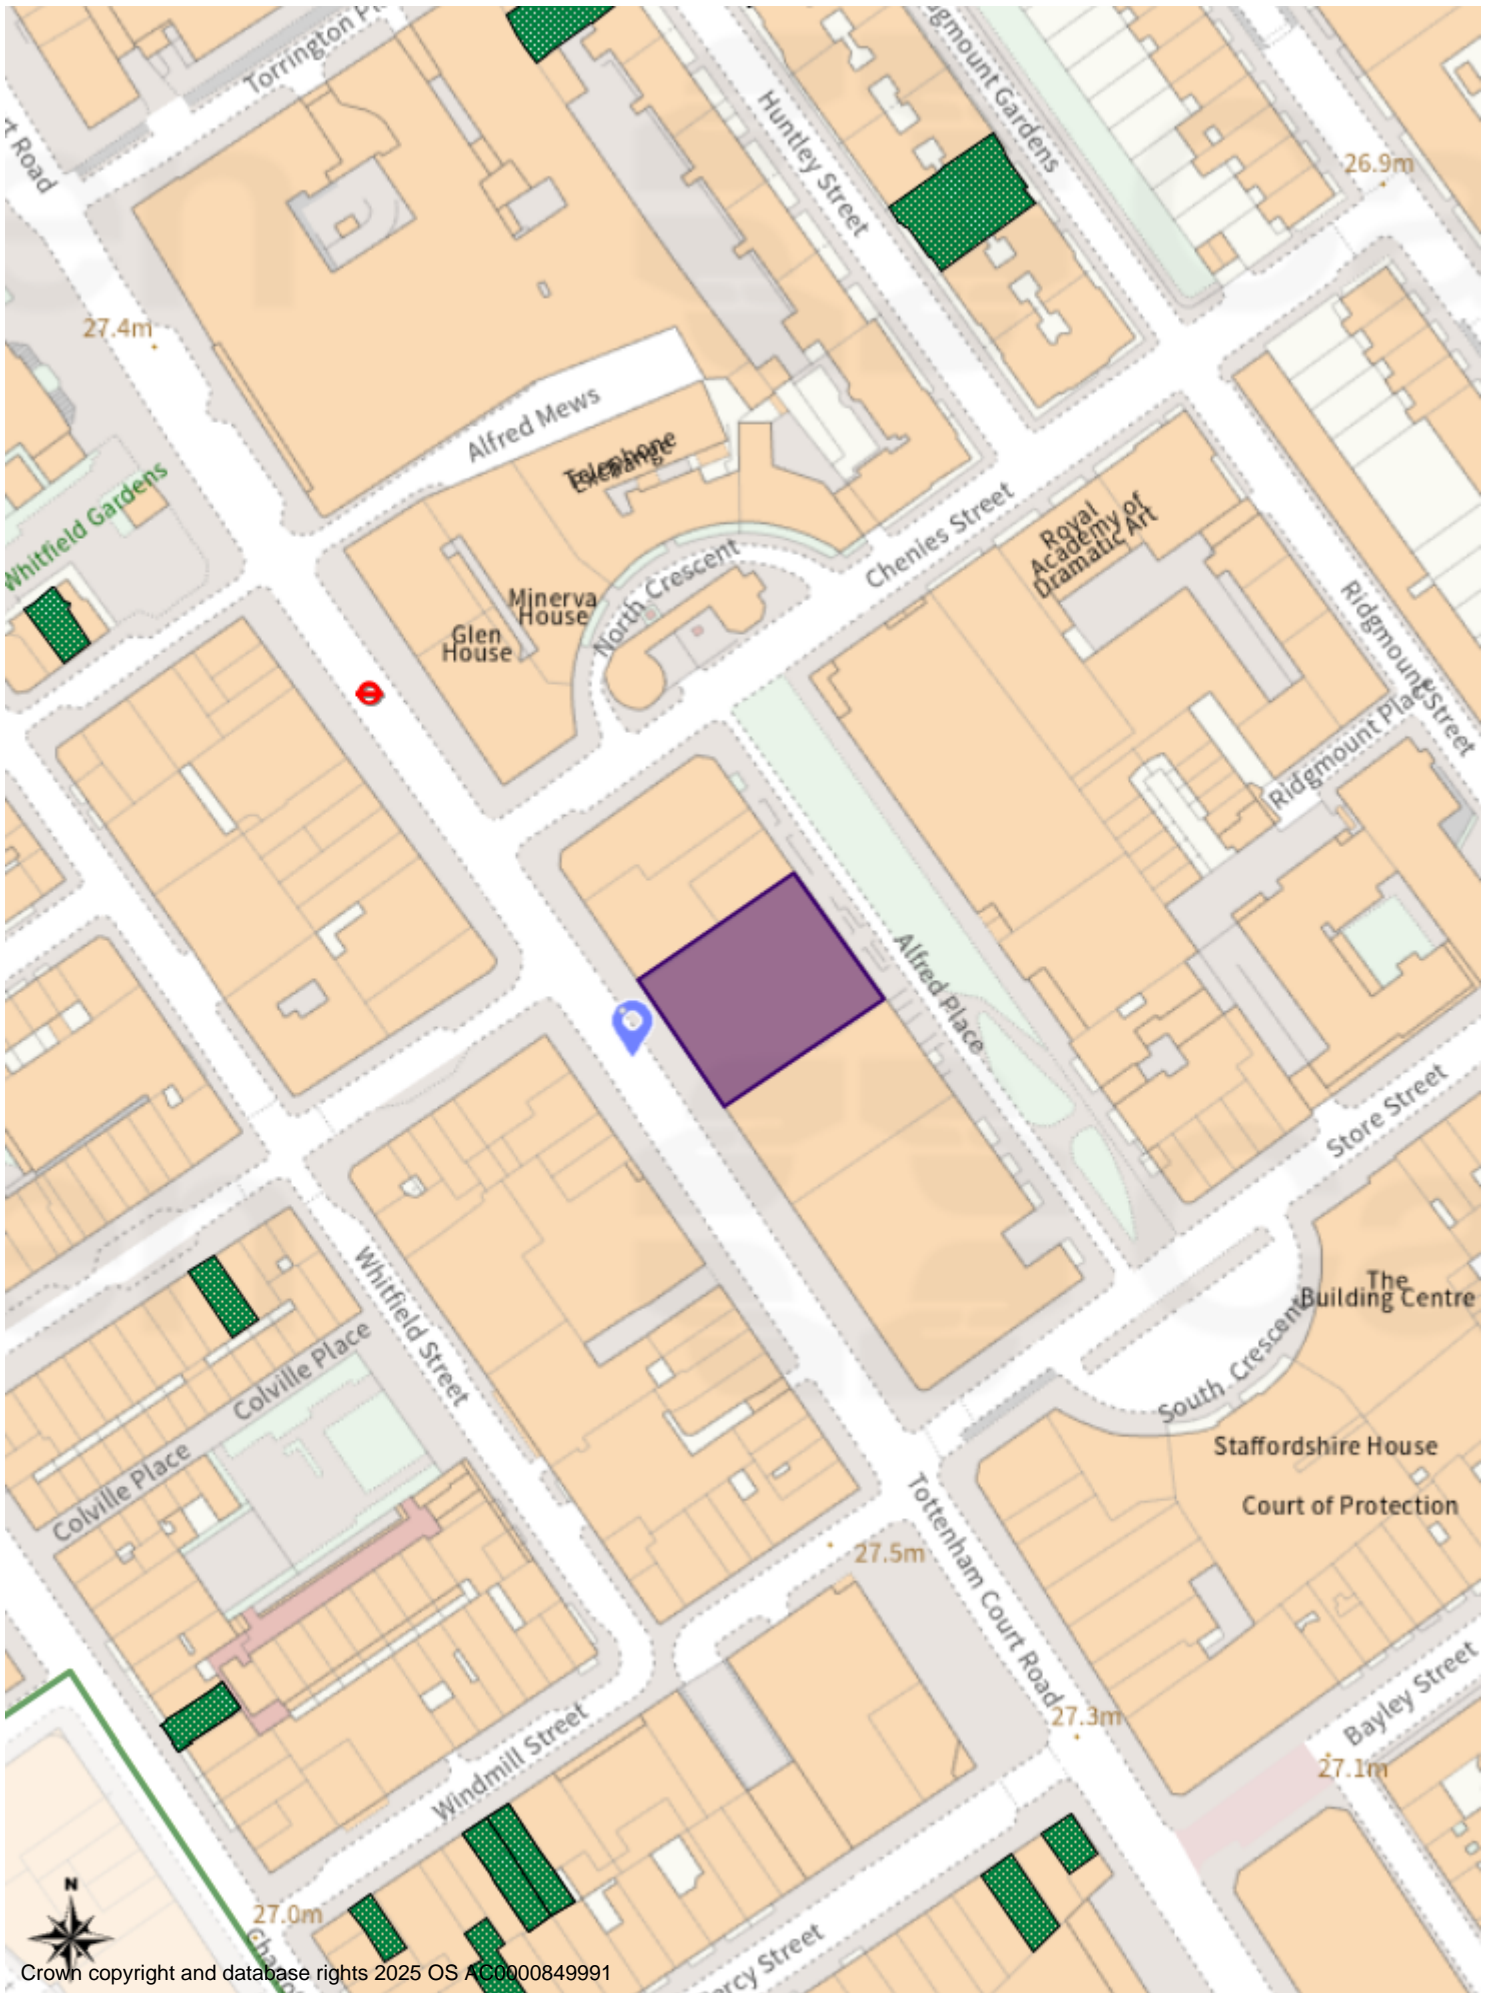 Torrington Pl
rt Road
Huntley Street
dgmount Gardens
26.9m
27.4m
Alfred Mews
Telephone
Exchange
Whitfield Gardens
Royal
Academy of
Dramatic Art
Chenies Street
North Crescent
Minerva
House
Glen
House
Ridgmount Street
Ridgmount Place
Alfred Place
Store Street
The
Building Centre
South Crescent
Whitfield Street
Colville Place
Colville Place
Staffordshire House
Court of Protection
Tottenham Court Road
27.5m
Windmill Street
27.3m
Bayley Street
27.1m
N
27.0m
ercy Street
Crown copyright and database rights 2025 OS AC0000849991